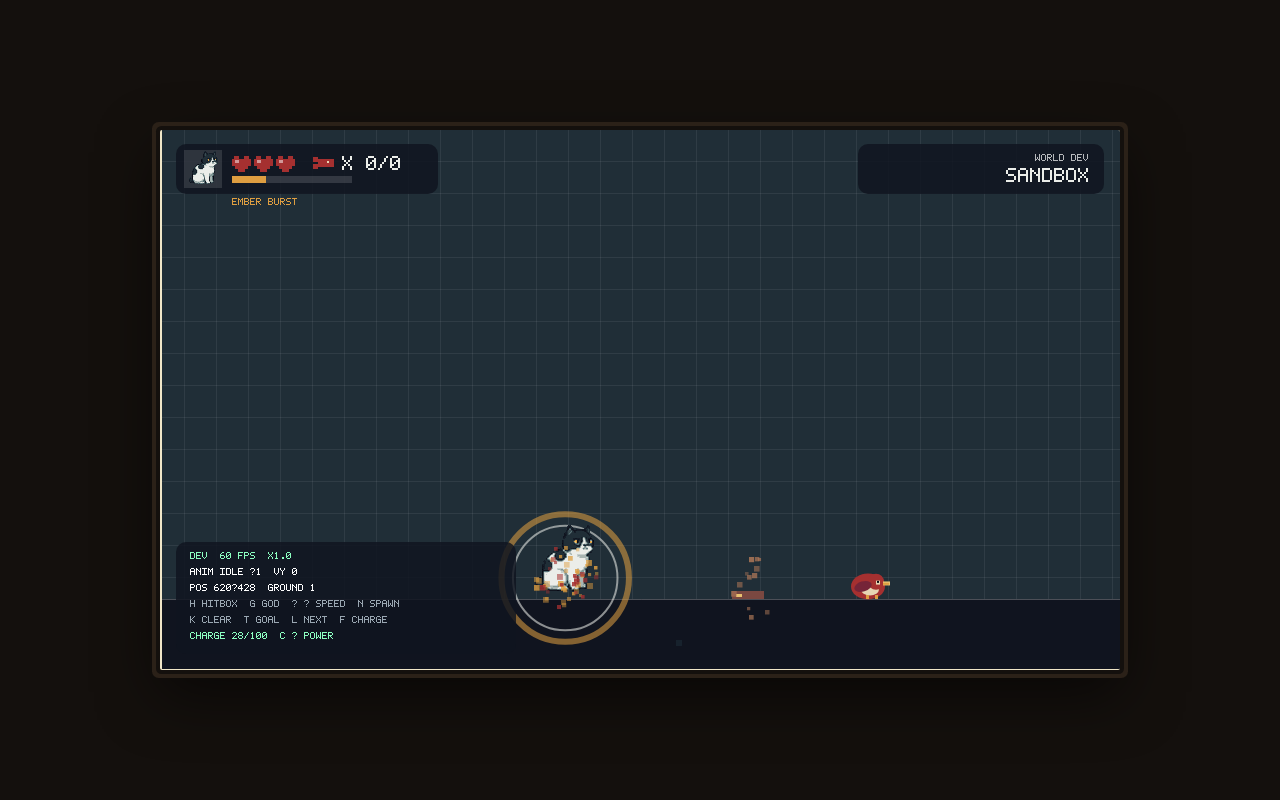 X 0/0
EMBER BURST
WORLD DEV
SANDBOX
DEV 60 FPS X1.0
ANIM IDLE ?1 VY 0
POS 620?428 GROUND 1
H HITBOX G GOD ? ? SPEED N SPAWN
K CLEAR T GOAL L NEXT F CHARGE
CHARGE 28/100 C ? POWER